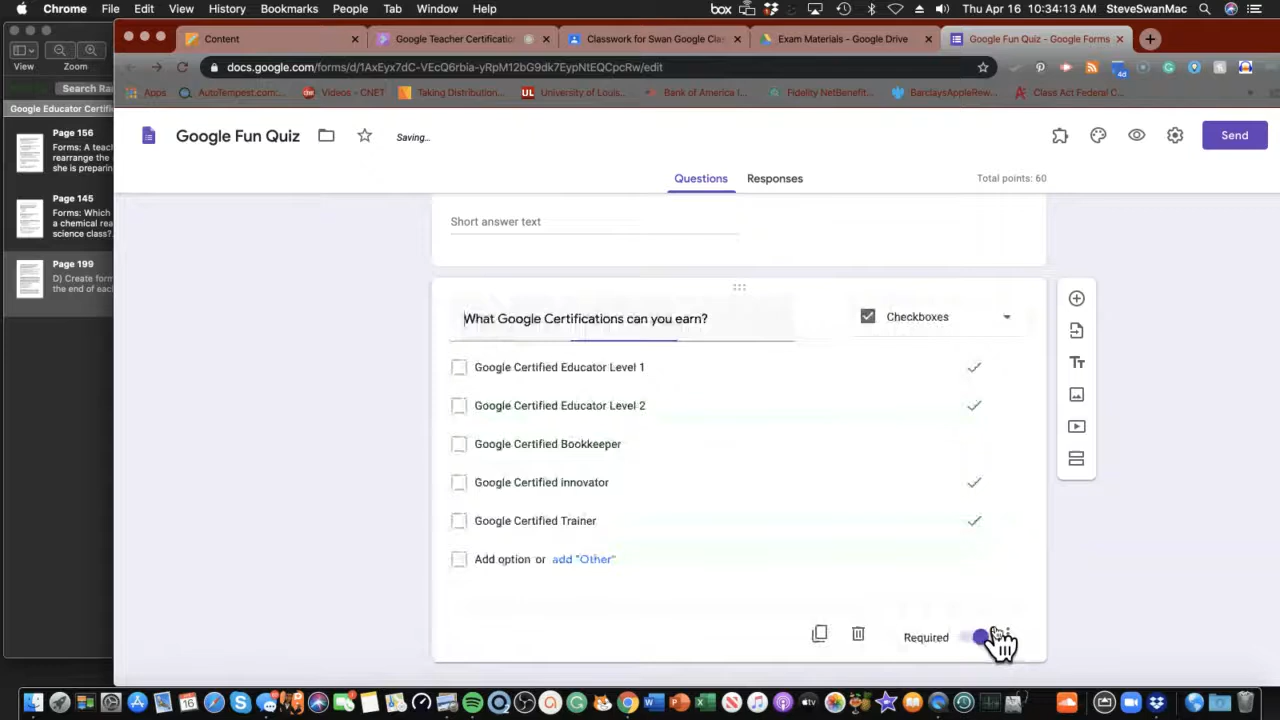 Chrome File Edit View History Bookmarks People Tab Window Help
box
Thu Apr 16 10:34:13 AM SteveSwanMac
Content
Google Teacher Certification
Classwork for Swan Google Clas
Exam Materials - Google Drive
Google Fun Quiz - Google Forms
View
Zoom
docs.google.com/forms/d/1AxEyx7dC-VEcQ6rbia-yRpM12bG9dk7EypNtEQCpcRw/edit
4d
Search Ra
Apps
AutoTempest.com:...
Videos - CNET
Taking Distribution...
University of Louis...
Bank of America I...
Fidelity NetBenefit...
BarclaysAppleRew...
Class Act Federal C...
Google Educator Certifi
Page 156
Forms: A teac
rearrange the
she is preparin
Page 145
Forms: Which
a chemical rea
science class?
Page 199
D) Create form
the end of each
Google Fun Quiz
Saving...
Send
Questions
Responses
Total points: 60
Short answer text
What Google Certifications can you earn?
Checkboxes
Google Certified Educator Level 1
Google Certified Educator Level 2
Google Certified Bookkeeper
Google Certified innovator
Google Certified Trainer
Add option or add "Other"
Required